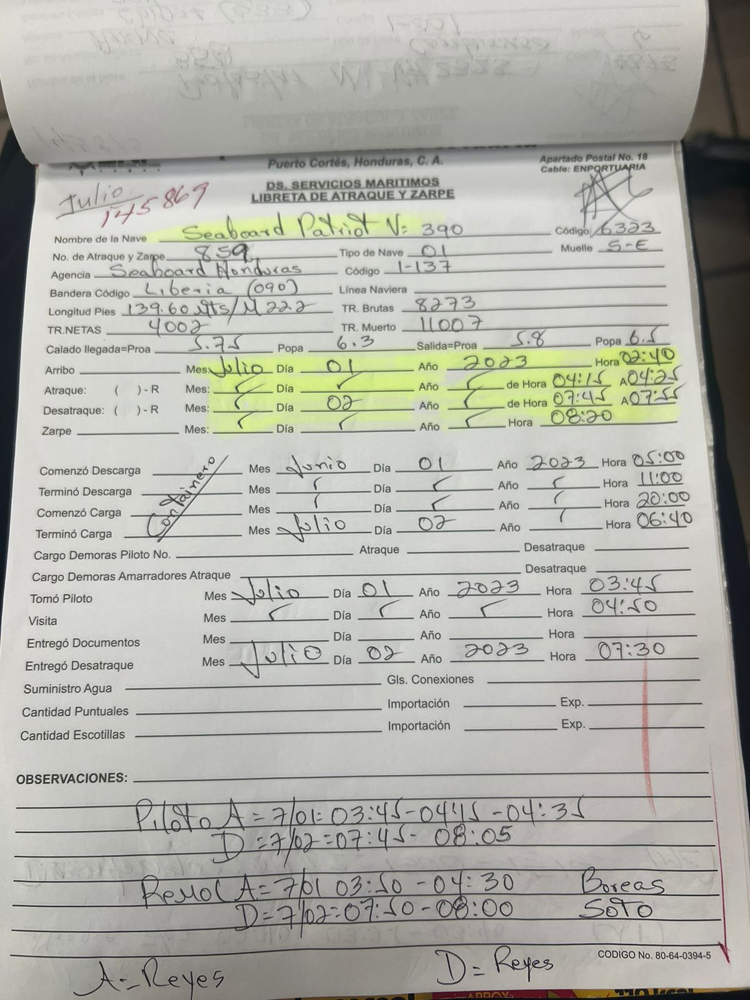 Puerto Cortés, Honduras, C. A.
Apartado Postal No. 18
Cable: ENPORTUARIA
DS. SERVICIOS MARITIMOS
LIBRETA DE ATRAQUE Y ZARPE
Julio
145869
Nombre de la Nave Seaboard Patriot V: 390 Código 6323
No. de Atraque y Zarpe 859 Tipo de Nave 01 Muelle 5-E
Agencia Seaboard Honduras Código 1-137
Bandera Código Liberia (090) Línea Naviera
Longitud Pies 139.60 Mts/M 222 TR. Brutas 8273
TR.NETAS 4002 TR. Muerto 11007
Calado llegada=Proa 5.75 Popa 6.3 Salida=Proa 5.8 Popa 6.5
Arribo Mes: Julio Día 01 Año 2023 Hora 02:40
Atraque: ( )-R Mes: ✓ Día ✓ Año ✓ de Hora 04:15 A 04:25
Desatraque: ( )-R Mes: ✓ Día 02 Año ✓ de Hora 07:45 A 07:55
Zarpe Mes: ✓ Día ✓ Año ✓ Hora 08:20
Containero
Comenzó Descarga Mes Junio Día 01 Año 2023 Hora 05:00
Terminó Descarga Mes ✓ Día ✓ Año ✓ Hora 11:00
Comenzó Carga Mes ✓ Día ✓ Año ✓ Hora 20:00
Terminó Carga Mes Julio Día 02 Año ✓ Hora 06:40
Cargo Demoras Piloto No. Atraque Desatraque
Cargo Demoras Amarradores Atraque Desatraque
Tomó Piloto Mes Julio Día 01 Año 2023 Hora 03:45
Visita Mes ✓ Día ✓ Año ✓ Hora 04:50
Entregó Documentos Mes Día Año Hora
Entregó Desatraque Mes Julio Día 02 Año 2023 Hora 07:30
Suministro Agua Gls. Conexiones
Cantidad Puntuales Importación Exp.
Cantidad Escotillas Importación Exp.
OBSERVACIONES:
Piloto A = 7/01: 03:45-04:15-04:35
D = 7/02 = 07:45- 08:05
Remol A = 7/01 03:50 - 04:30 Boreas
D = 7/02 = 07:50-08:00 Soto
CODIGO No. 80-64-0394-5
A = Reyes D = Reyes